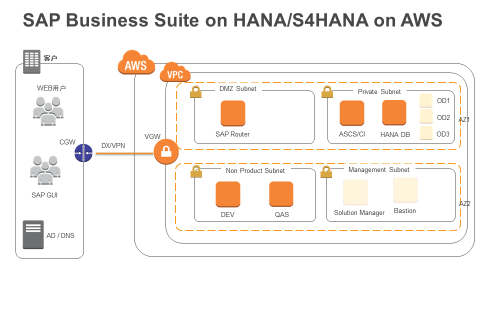 SAP Business Suite on HANA/S4HANA on AWS
客户
AWS
VPC
WEB用户
DMZ Subnet
Private Subnet
OD1
OD2
OD3
AZ1
SAP Router
ASCS/CI
HANA DB
CGW
DX/VPN
VGW
Non Product Subnet
Management Subnet
SAP GUI
DEV
QAS
Solution Manager
Bastion
AZ2
AD / DNS